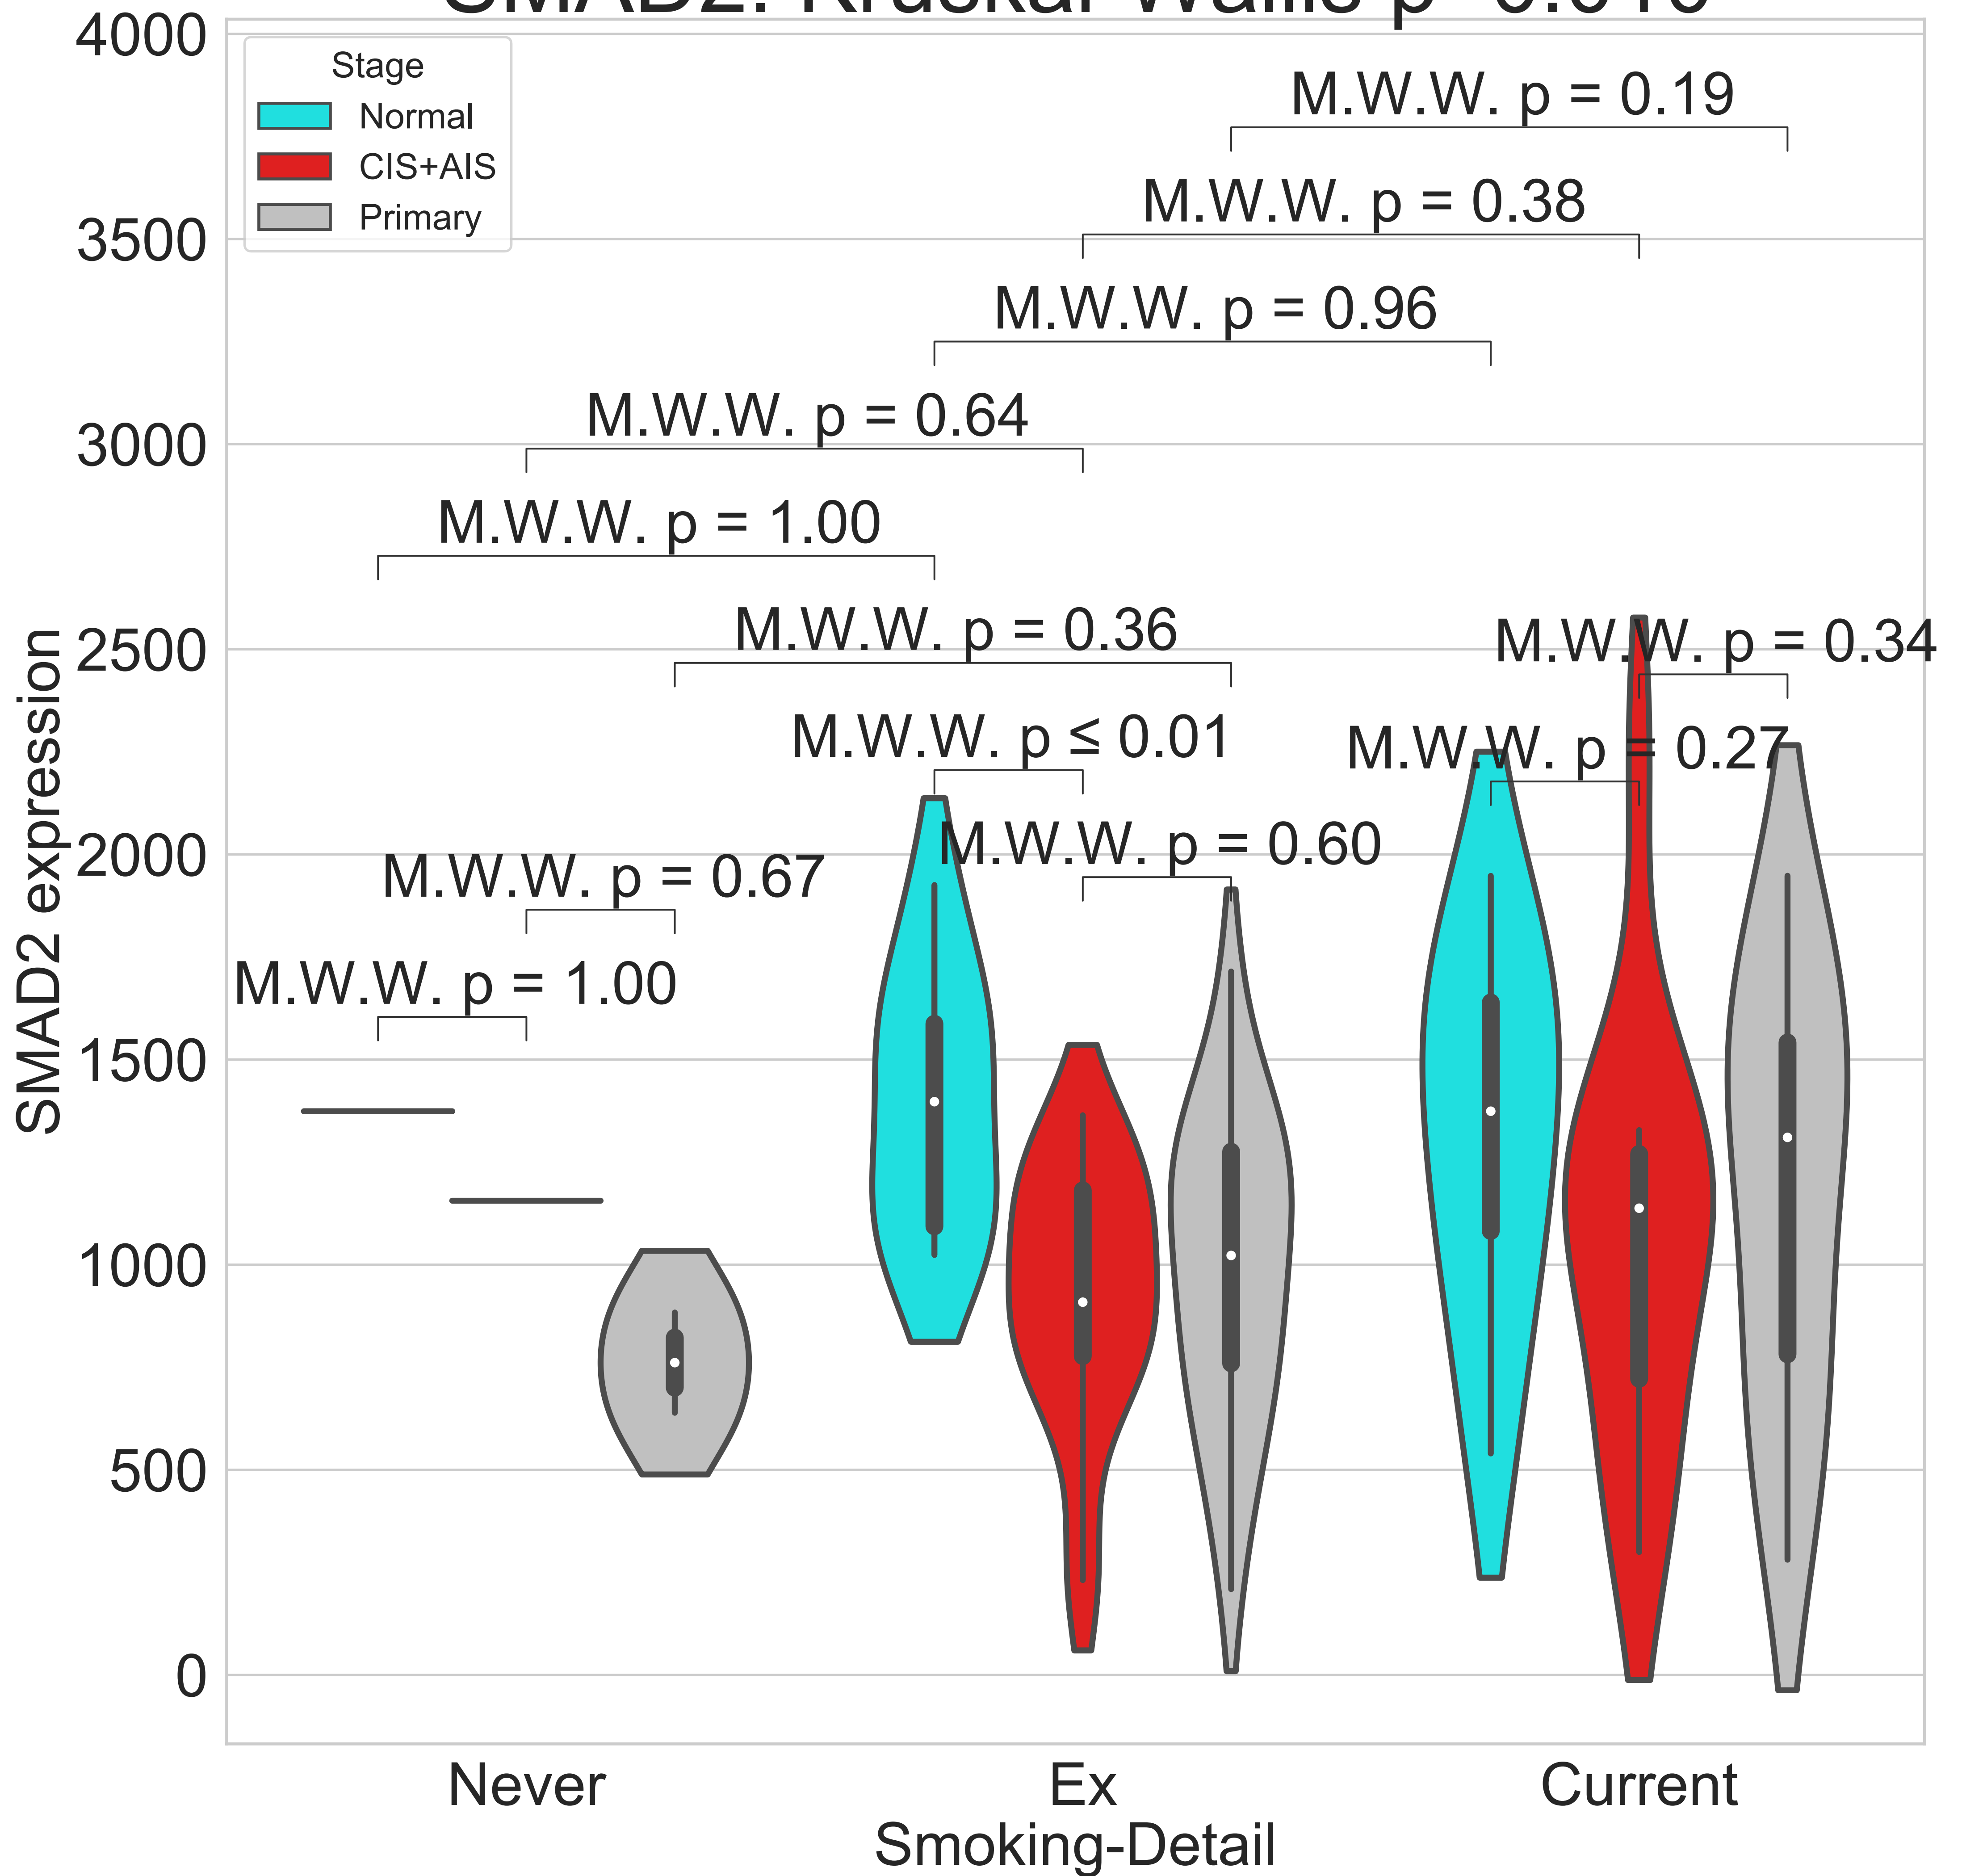 4000
3500
3000
2500
2000
1500
1000
500
0
SMAD2 expression
Stage
Normal
CIS+AIS
Primary
M.W.W. p = 0.19
M.W.W. p = 0.38
M.W.W. p = 0.96
M.W.W. p = 0.64
M.W.W. p = 1.00
M.W.W. p = 0.36
M.W.W. p = 0.34
M.W.W. p ≤ 0.01
M.W.W. p = 0.27
M.W.W. p = 0.60
M.W.W. p = 0.67
M.W.W. p = 1.00
Never
Ex
Current
Smoking-Detail